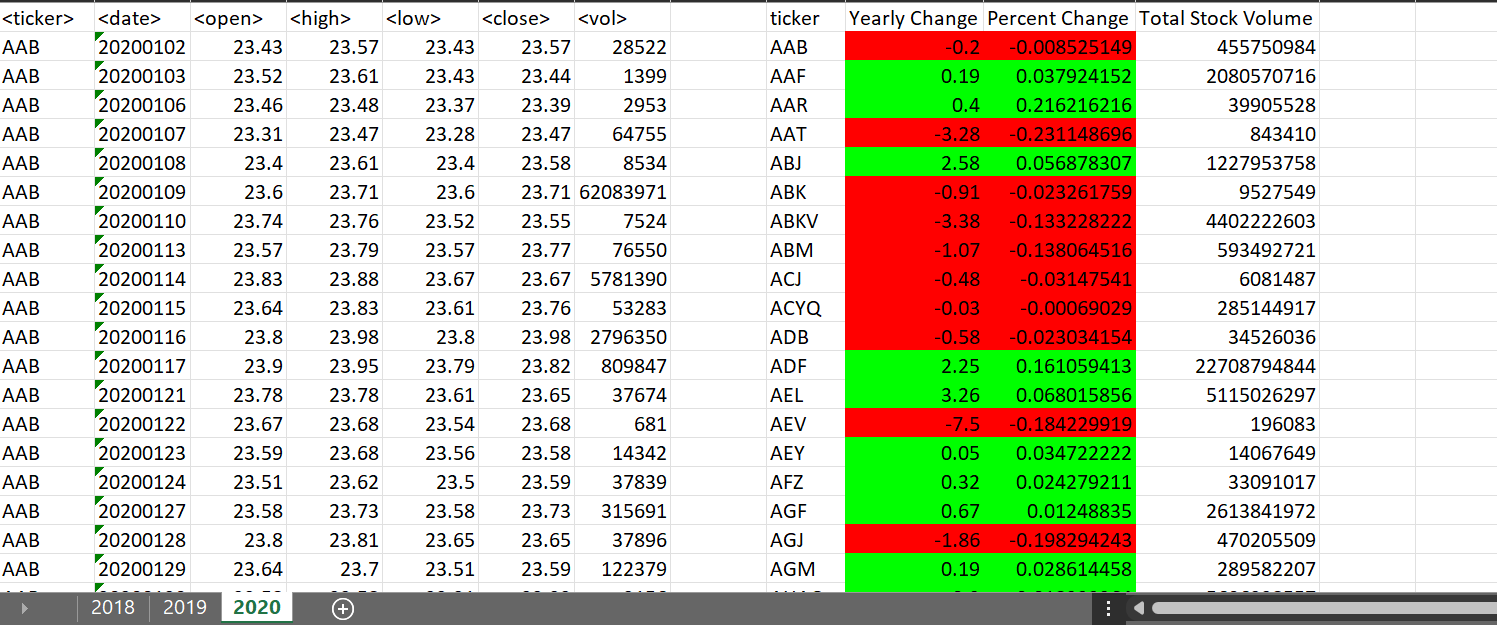 <ticker> <date> <open> <high> <low> <close> <vol> ticker Yearly Change Percent Change Total Stock Volume
AAB 20200102 23.43 23.57 23.43 23.57 28522 AAB -0.2 -0.008525149 455750984
AAB 20200103 23.52 23.61 23.43 23.44 1399 AAF 0.19 0.037924152 2080570716
AAB 20200106 23.46 23.48 23.37 23.39 2953 AAR 0.4 0.216216216 39905528
AAB 20200107 23.31 23.47 23.28 23.47 64755 AAT -3.28 -0.231148696 843410
AAB 20200108 23.4 23.61 23.4 23.58 8534 ABJ 2.58 0.056878307 1227953758
AAB 20200109 23.6 23.71 23.6 23.71 62083971 ABK -0.91 -0.023261759 9527549
AAB 20200110 23.74 23.76 23.52 23.55 7524 ABKV -3.38 -0.133228222 4402222603
AAB 20200113 23.57 23.79 23.57 23.77 76550 ABM -1.07 -0.138064516 593492721
AAB 20200114 23.83 23.88 23.67 23.67 5781390 ACJ -0.48 -0.03147541 6081487
AAB 20200115 23.64 23.83 23.61 23.76 53283 ACYQ -0.03 -0.00069029 285144917
AAB 20200116 23.8 23.98 23.8 23.98 2796350 ADB -0.58 -0.023034154 34526036
AAB 20200117 23.9 23.95 23.79 23.82 809847 ADF 2.25 0.161059413 22708794844
AAB 20200121 23.78 23.78 23.61 23.65 37674 AEL 3.26 0.068015856 5115026297
AAB 20200122 23.67 23.68 23.54 23.68 681 AEV -7.5 -0.184229919 196083
AAB 20200123 23.59 23.68 23.56 23.58 14342 AEY 0.05 0.034722222 14067649
AAB 20200124 23.51 23.62 23.5 23.59 37839 AFZ 0.32 0.024279211 33091017
AAB 20200127 23.58 23.73 23.58 23.73 315691 AGF 0.67 0.01248835 2613841972
AAB 20200128 23.8 23.81 23.65 23.65 37896 AGJ -1.86 -0.198294243 470205509
AAB 20200129 23.64 23.7 23.51 23.59 122379 AGM 0.19 0.028614458 289582207
2018 2019 2020